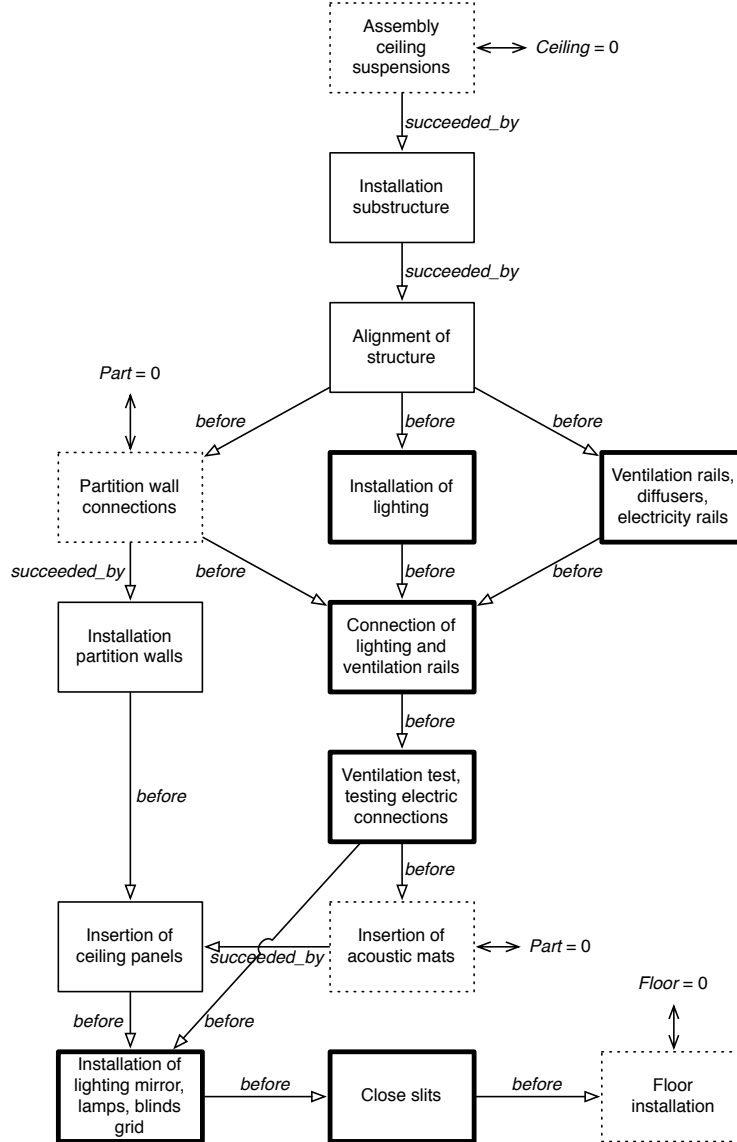 Assembly
ceiling
suspensions
Ceiling = 0
succeeded_by
Installation
substructure
succeeded_by
Alignment of
structure
Part = 0
before
before
before
Partition wall
connections
Installation of
lighting
Ventilation rails,
diffusers,
electricity rails
succeeded_by
before
before
before
Installation
partition walls
Connection of
lighting and
ventilation rails
before
Ventilation test,
testing electric
connections
before
before
Insertion of
ceiling panels
succeeded_by
Insertion of
acoustic mats
Part = 0
Floor = 0
before
before
Installation of
lighting mirror,
lamps, blinds
grid
before
Close slits
before
Floor
installation